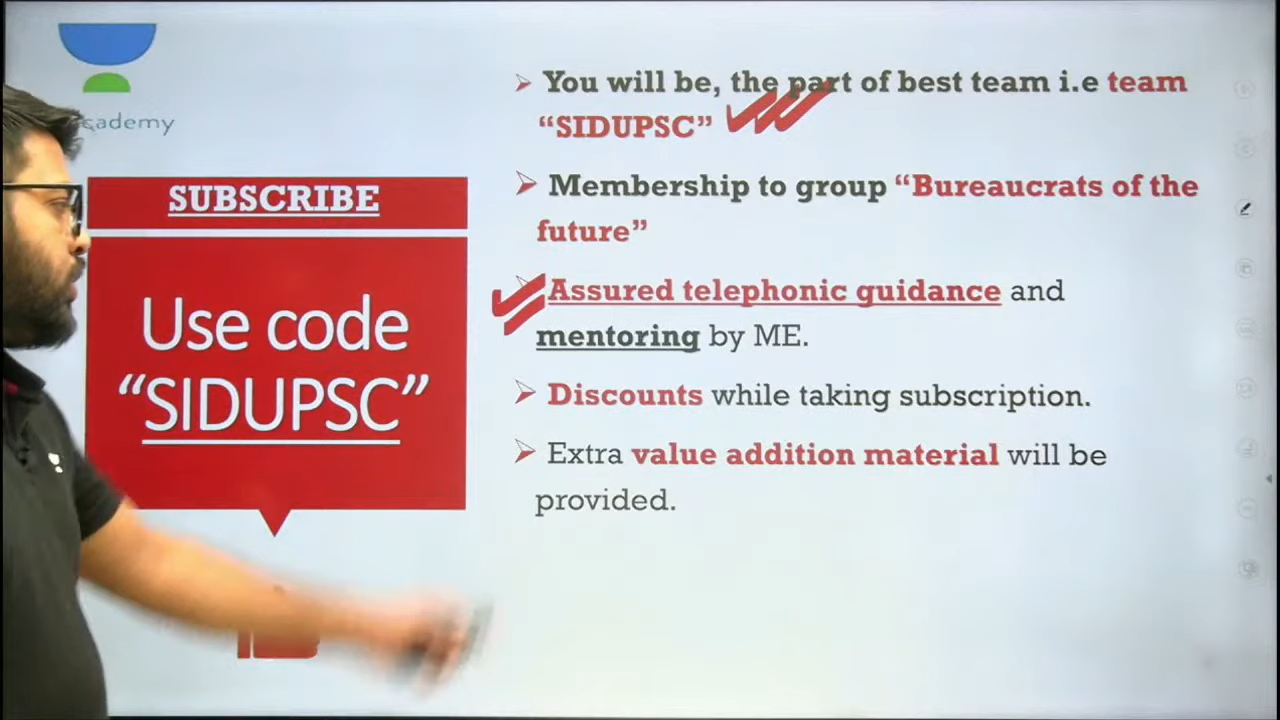 cademy
SUBSCRIBE
Use code
“SIDUPSC”
You will be, the part of best team i.e team
“SIDUPSC”
Membership to group “Bureaucrats of the
future”
Assured telephonic guidance and
mentoring by ME.
Discounts while taking subscription.
Extra value addition material will be
provided.